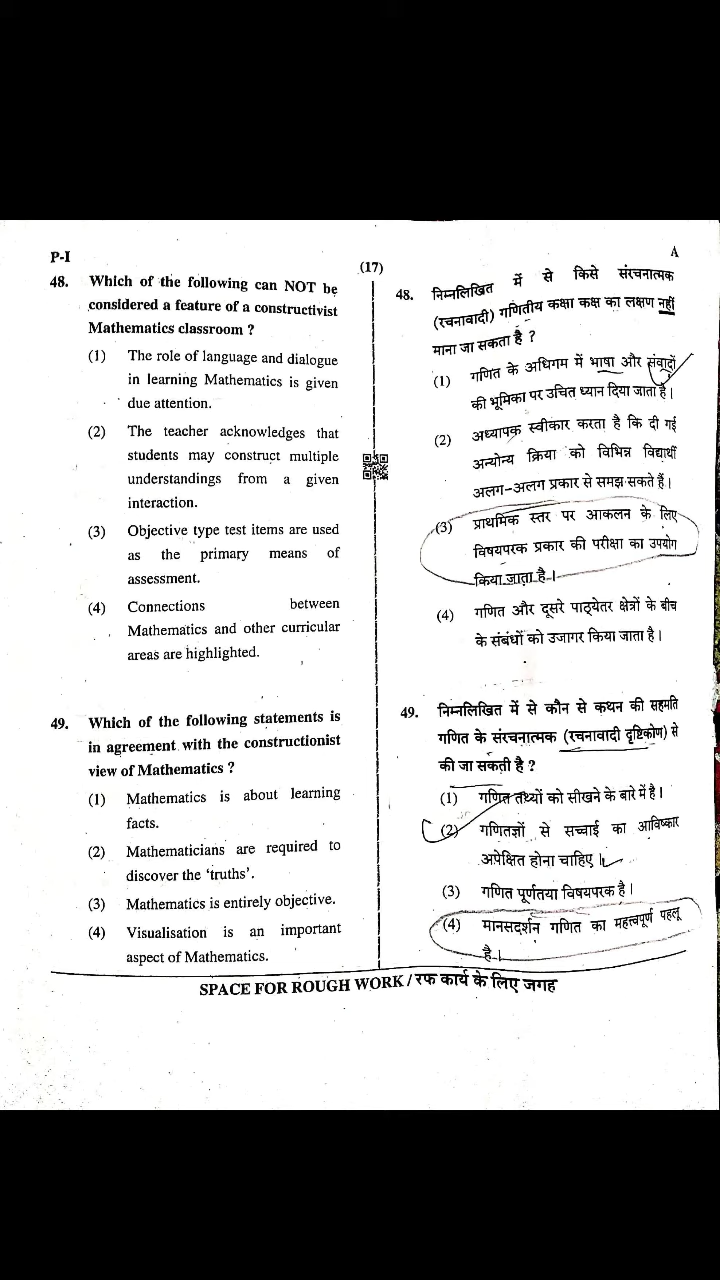 P-I
(17)
A
48. Which of the following can NOT be
considered a feature of a constructivist
Mathematics classroom ?
(1) The role of language and dialogue
in learning Mathematics is given
due attention.
(2) The teacher acknowledges that
students may construct multiple
understandings from a given
interaction.
(3) Objective type test items are used
as the primary means of
assessment.
(4) Connections between
Mathematics and other curricular
areas are highlighted.
49. Which of the following statements is
in agreement with the constructionist
view of Mathematics ?
(1) Mathematics is about learning
facts.
(2) Mathematicians are required to
discover the ‘truths’.
(3) Mathematics is entirely objective.
(4) Visualisation is an important
aspect of Mathematics.
48. निम्नलिखित में से किसे संरचनात्मक
(रचनावादी) गणितीय कक्षा कक्ष का लक्षण नहीं
माना जा सकता है ?
(1) गणित के अधिगम में भाषा और संवादों
की भूमिका पर उचित ध्यान दिया जाता है।
(2) अध्यापक स्वीकार करता है कि दी गई
अन्योन्य क्रिया को विभिन्न विद्यार्थी
अलग-अलग प्रकार से समझ सकते हैं।
(3) प्राथमिक स्तर पर आकलन के लिए
विषयपरक प्रकार की परीक्षा का उपयोग
किया जाता है।
(4) गणित और दूसरे पाठ्येतर क्षेत्रों के बीच
के संबंधों को उजागर किया जाता है।
49. निम्नलिखित में से कौन से कथन की सहमति
गणित के संरचनात्मक (रचनावादी दृष्टिकोण) से
की जा सकती है ?
(1) गणित तथ्यों को सीखने के बारे में है।
(2) गणितज्ञों से सच्चाई का आविष्कार
अपेक्षित होना चाहिए।
(3) गणित पूर्णतया विषयपरक है।
(4) मानसदर्शन गणित का महत्त्वपूर्ण पहलू
है।
SPACE FOR ROUGH WORK / रफ कार्य के लिए जगह